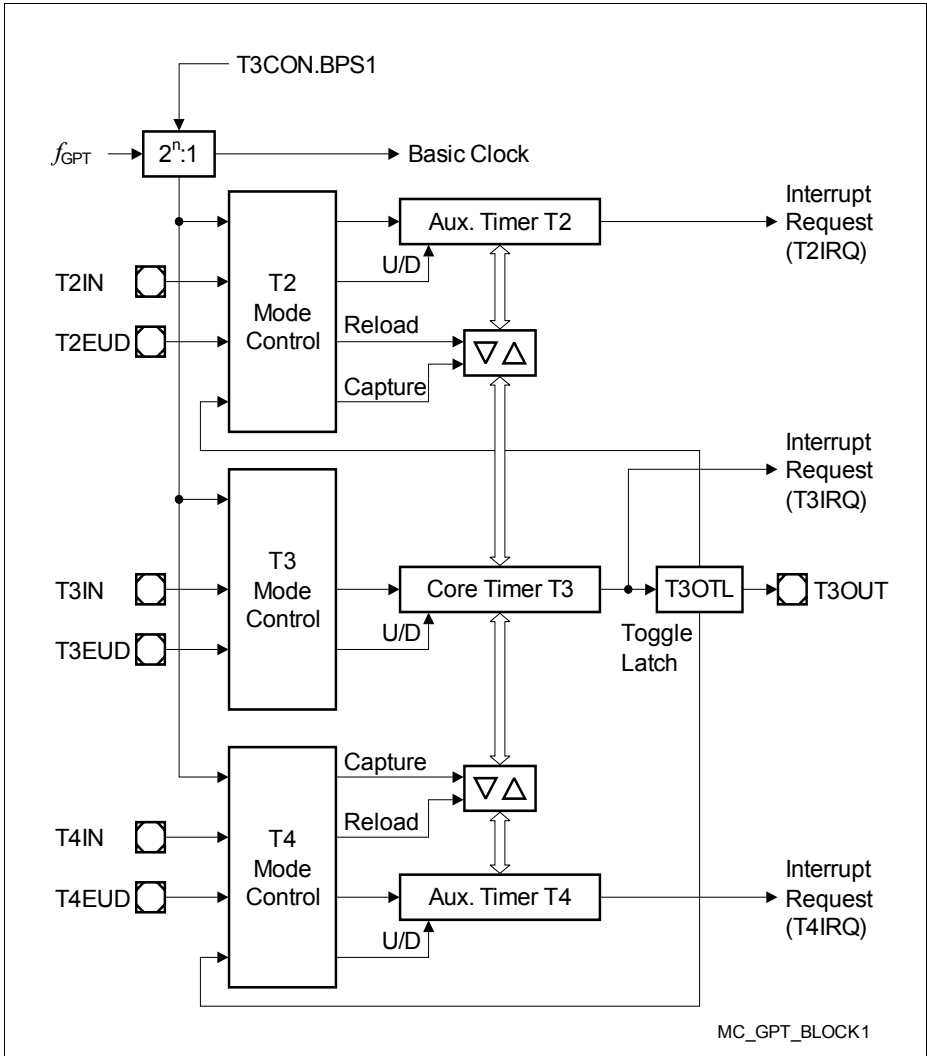 T3CON.BPS1
fGPT
2ⁿ:1
Basic Clock
Interrupt
Request
(T2IRQ)
Aux. Timer T2
U/D
T2IN
T2
Mode
Control
T2EUD
Reload
Capture
Interrupt
Request
(T3IRQ)
T3
Mode
Control
T3IN
Core Timer T3
T3OTL
T3OUT
U/D
T3EUD
Toggle
Latch
Capture
Reload
T4IN
T4
Mode
Control
T4EUD
Aux. Timer T4
U/D
Interrupt
Request
(T4IRQ)
MC_GPT_BLOCK1